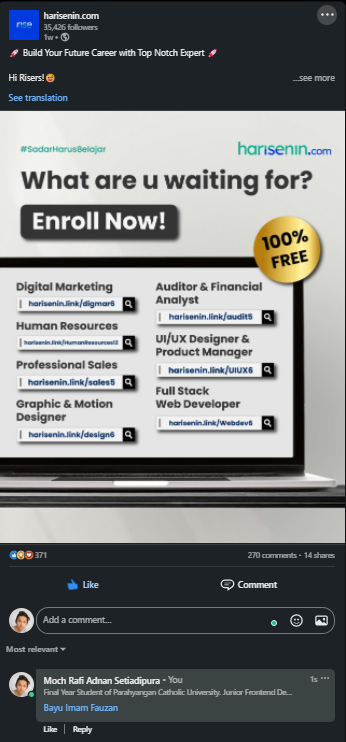 rise
harisenin.com
35,426 followers
1w •
🚀 Build Your Future Career with Top Notch Expert 🚀
Hi Risers!🥳
...see more
See translation
#SadarHarusBelajar
harisenin.com
What are u waiting for?
Enroll Now!
100%
FREE
Digital Marketing
harisenin.link/digmar6
Human Resources
harisenin.link/HumanResources12
Professional Sales
harisenin.link/sales5
Graphic & Motion
Designer
harisenin.link/design6
Auditor & Financial
Analyst
harisenin.link/audit5
UI/UX Designer &
Product Manager
harisenin.link/UIUX6
Full Stack
Web Developer
harisenin.link/Webdev6
371
270 comments • 14 shares
Like
Comment
Add a comment...
Most relevant
Moch Rafi Adnan Setiadipura • You
1s
Final Year Student of Parahyangan Catholic University. Junior Frontend De...
Bayu Imam Fauzan
Like | Reply